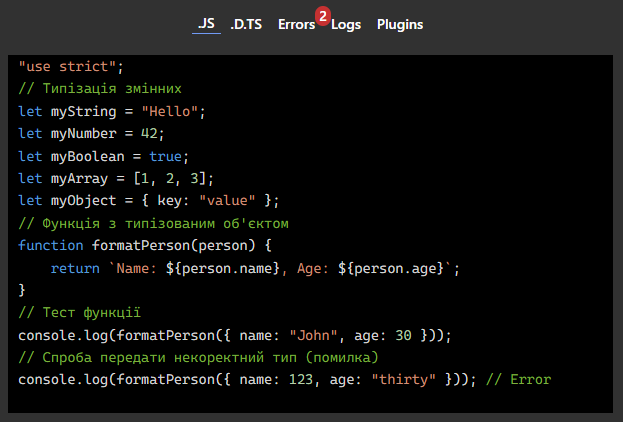 .JS .D.TS Errors 2 Logs Plugins
"use strict";
// Типізація змінних
let myString = "Hello";
let myNumber = 42;
let myBoolean = true;
let myArray = [1, 2, 3];
let myObject = { key: "value" };
// Функція з типізованим об'єктом
function formatPerson(person) {
    return `Name: ${person.name}, Age: ${person.age}`;
}
// Тест функції
console.log(formatPerson({ name: "John", age: 30 }));
// Спроба передати некоректний тип (помилка)
console.log(formatPerson({ name: 123, age: "thirty" })); // Error